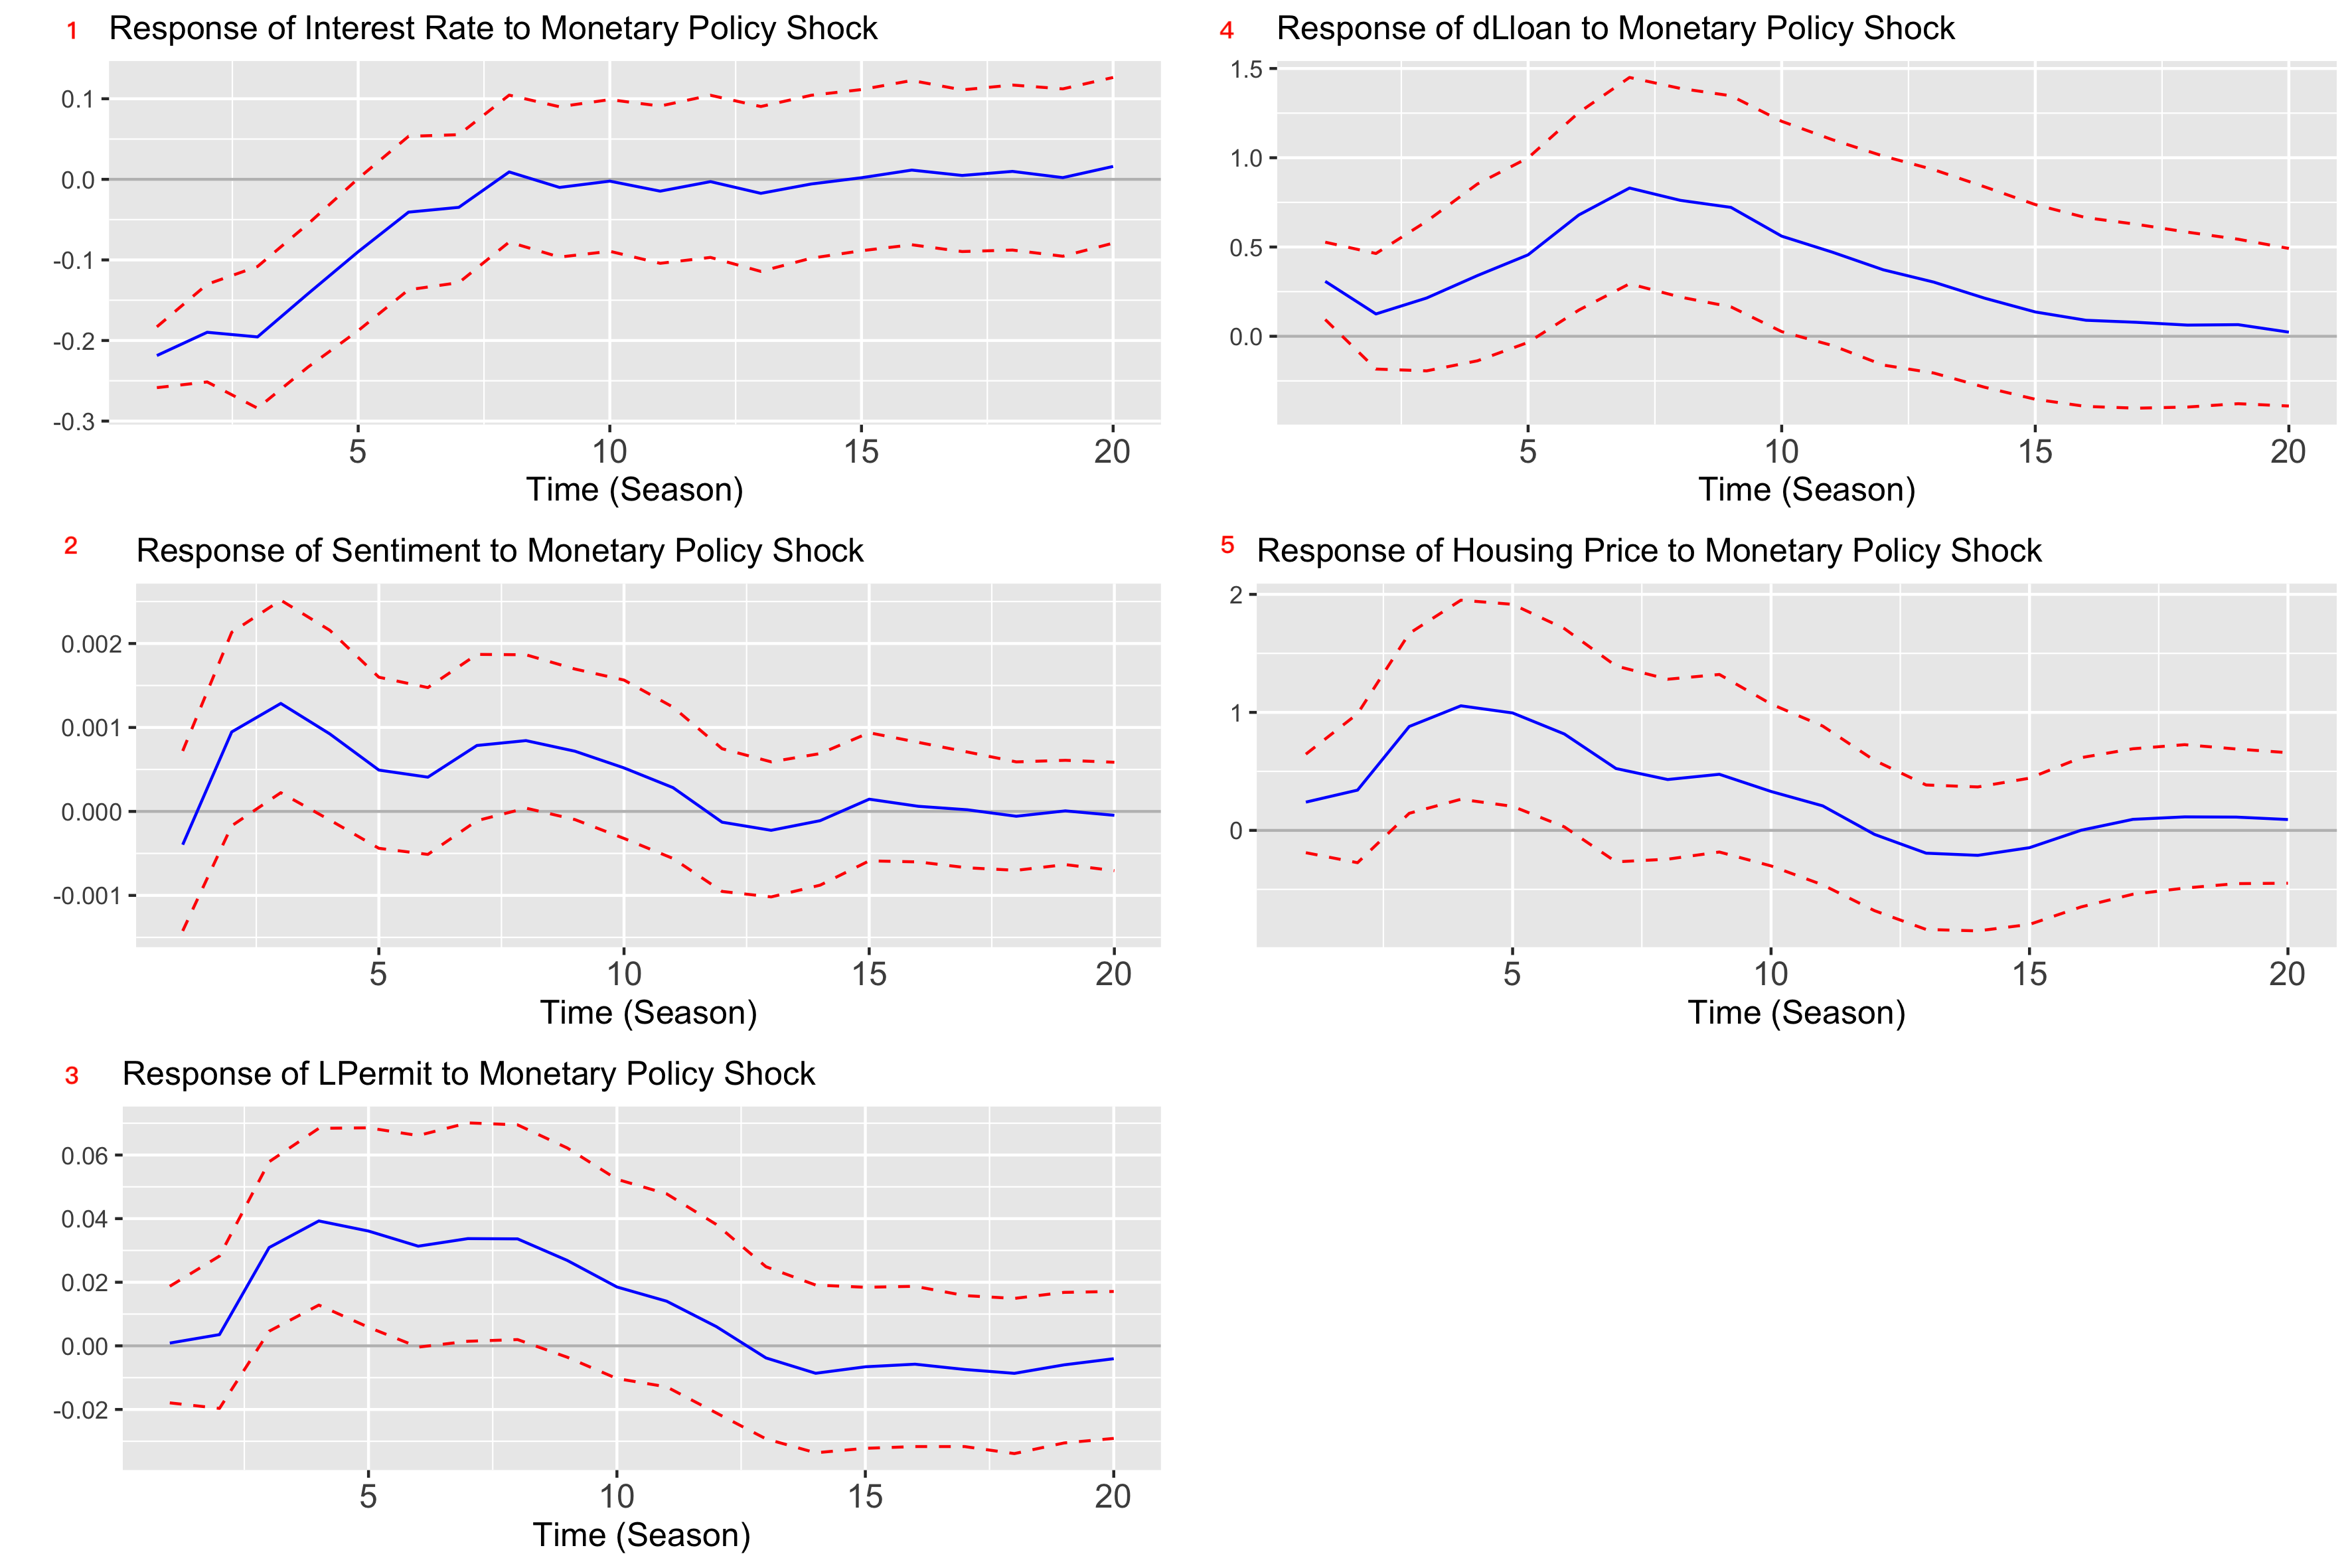 1 Response of Interest Rate to Monetary Policy Shock
0.1
0.0
-0.1
-0.2
-0.3
5 10 15 20
Time (Season)
2 Response of Sentiment to Monetary Policy Shock
0.002
0.001
0.000
-0.001
5 10 15 20
Time (Season)
3 Response of LPermit to Monetary Policy Shock
0.06
0.04
0.02
0.00
-0.02
5 10 15 20
Time (Season)
4 Response of dLloan to Monetary Policy Shock
1.5
1.0
0.5
0.0
5 10 15 20
Time (Season)
5 Response of Housing Price to Monetary Policy Shock
2
1
0
5 10 15 20
Time (Season)